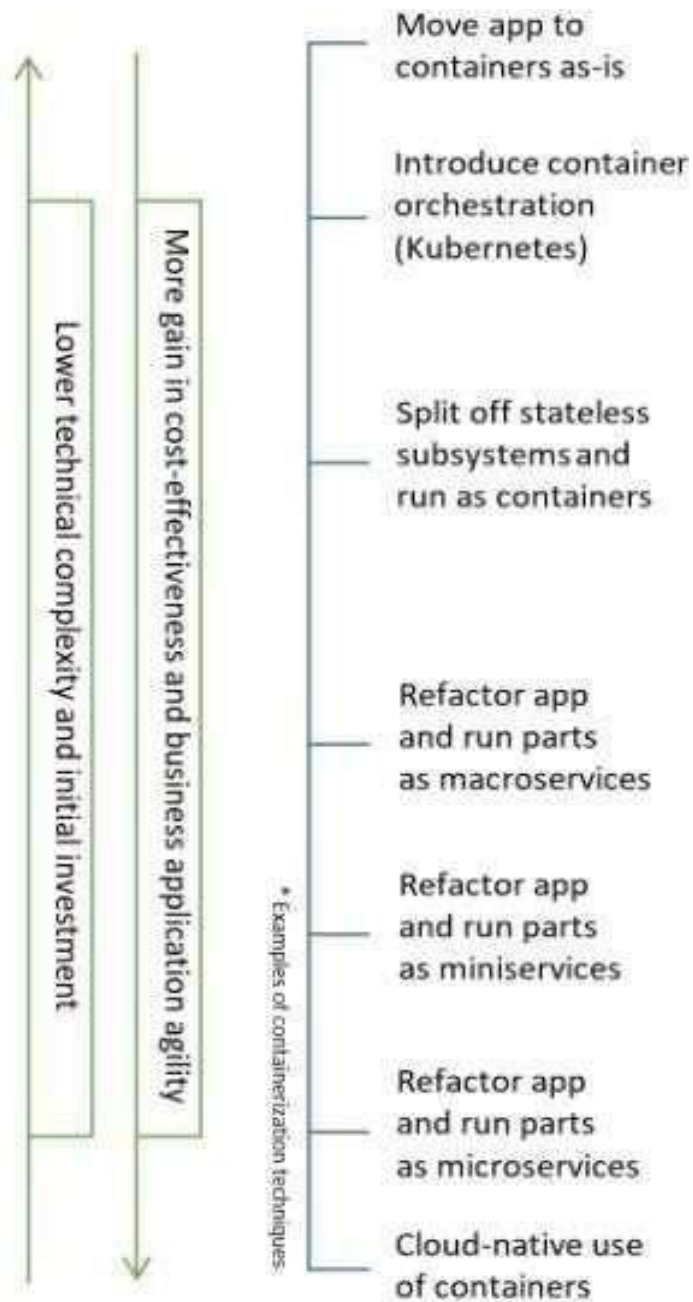 Move app to
containers as-is
Introduce container
orchestration
(Kubernetes)
Split off stateless
subsystems and
run as containers
Refactor app
and run parts
as macroservices
Refactor app
and run parts
as miniservices
Refactor app
and run parts
as microservices
Cloud-native use
of containers
Lower technical complexity and initial investment
More gain in cost-effectiveness and business application agility
* Examples of containerization techniques.